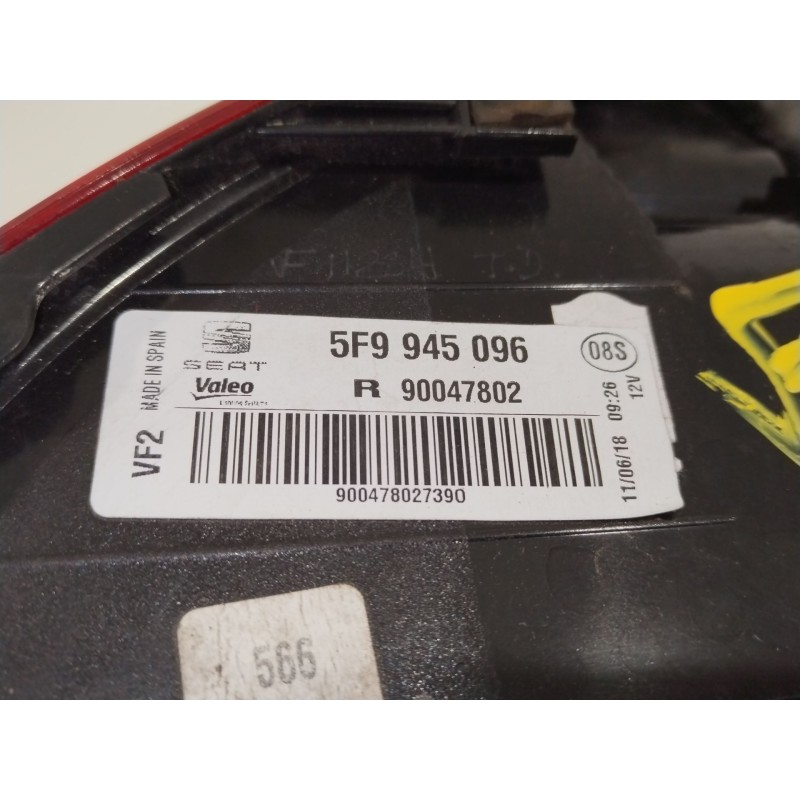 SEAT
5F9 945 096
08S
Valeo
R 90047802
MADE IN SPAIN
VF2
900478027390
11/06/18 09:26
12V
566